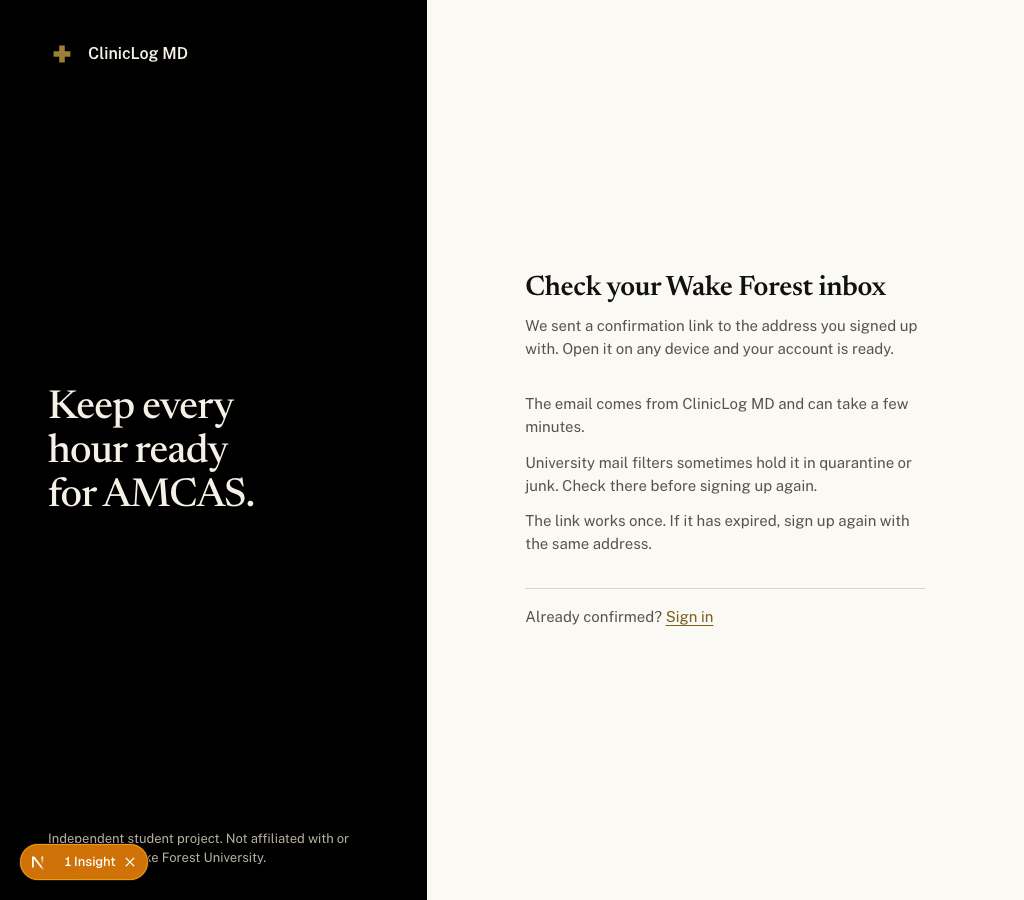 ClinicLog MD
Keep every
hour ready
for AMCAS.
Independent student project. Not affiliated with or
ke Forest University.
1 Insight
Check your Wake Forest inbox
We sent a confirmation link to the address you signed up
with. Open it on any device and your account is ready.
The email comes from ClinicLog MD and can take a few
minutes.
University mail filters sometimes hold it in quarantine or
junk. Check there before signing up again.
The link works once. If it has expired, sign up again with
the same address.
Already confirmed? Sign in